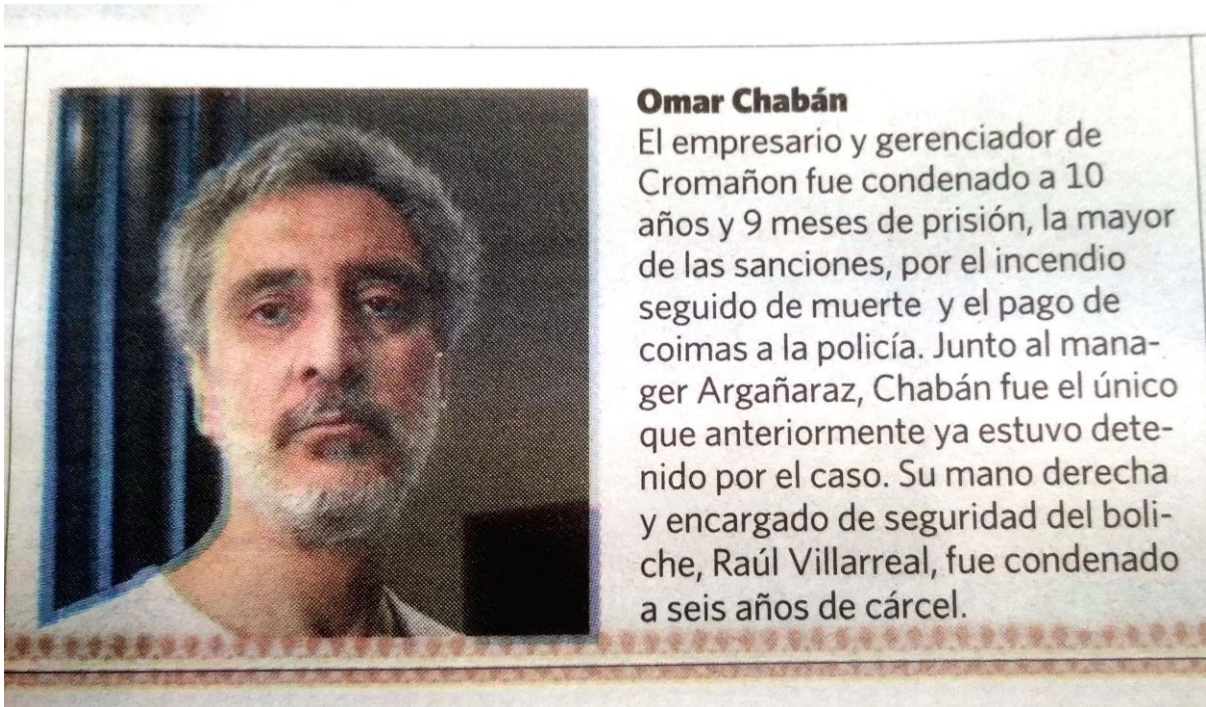 Omar Chabán
El empresario y gerenciador de
Cromañon fue condenado a 10
años y 9 meses de prisión, la mayor
de las sanciones, por el incendio
seguido de muerte y el pago de
coimas a la policía. Junto al mana-
ger Argañaraz, Chabán fue el único
que anteriormente ya estuvo dete-
nido por el caso. Su mano derecha
y encargado de seguridad del boli-
che, Raúl Villarreal, fue condenado
a seis años de cárcel.